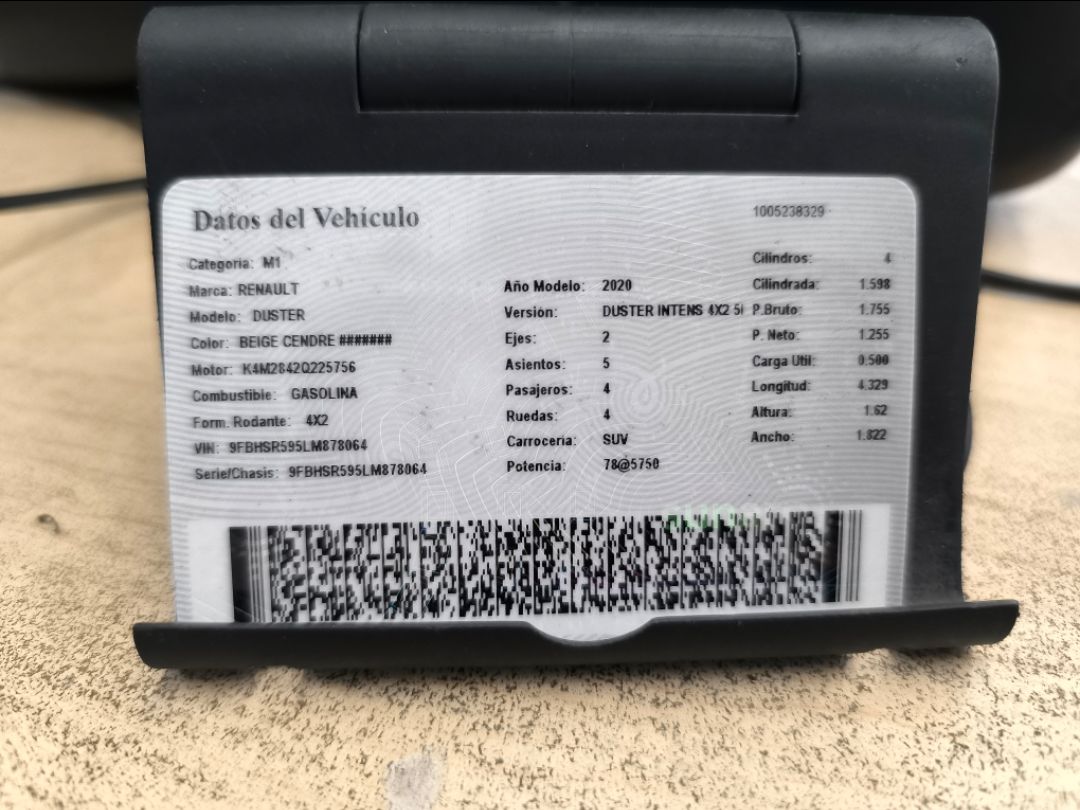 Datos del Vehículo
1005238329
Categoria: M1
Marca: RENAULT
Modelo: DUSTER
Color: BEIGE CENDRE #######
Motor: K4M2842Q225756
Combustible: GASOLINA
Form. Rodante: 4X2
VIN: 9FBHSR595LM878064
Serie/Chasis: 9FBHSR595LM878064
Año Modelo: 2020
Versión: DUSTER INTENS 4X2 5
Ejes: 2
Asientos: 5
Pasajeros: 4
Ruedas: 4
Carrocería: SUV
Potencia: 78@5750
Cilindros: 4
Cilindrada: 1.598
P.Bruto: 1.755
P. Neto: 1.255
Carga Util: 0.500
Longitud: 4.329
Altura: 1.62
Ancho: 1.822